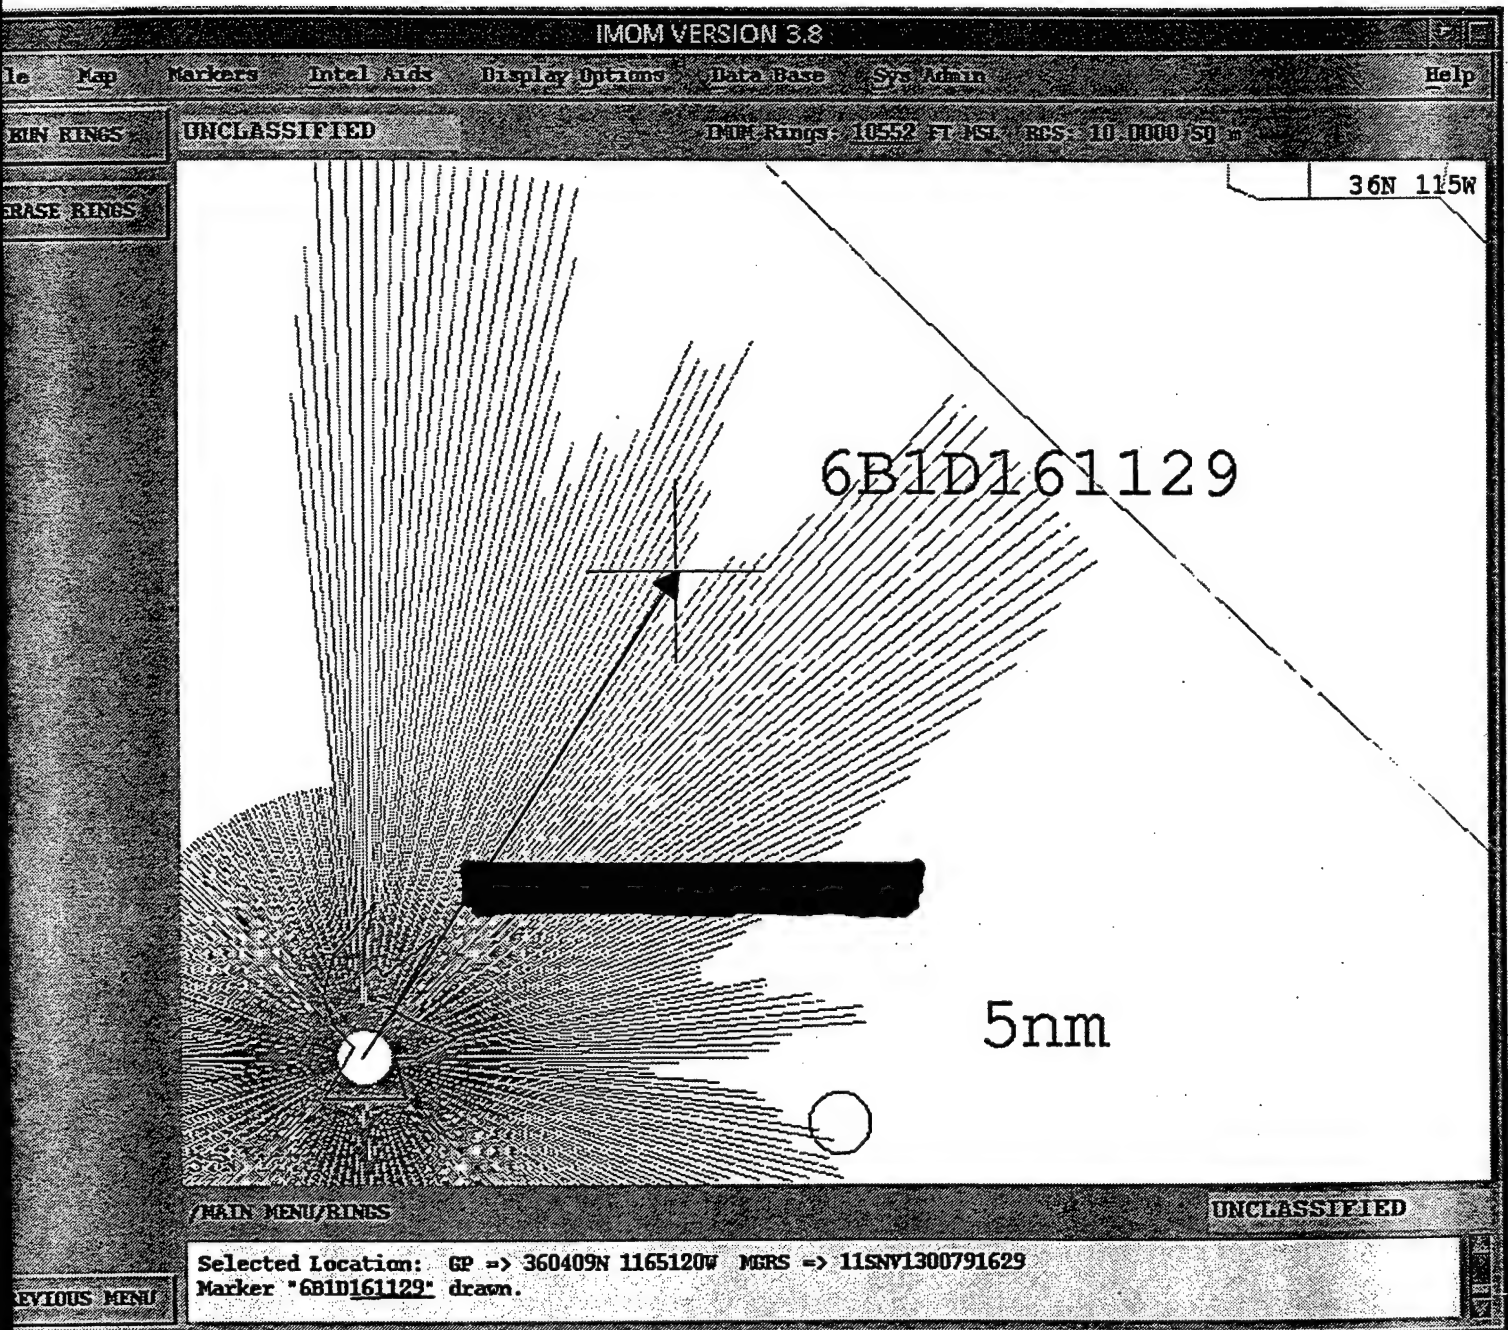 IMOM VERSION 3.8
le Map Markers Intel Aids Display Options Data Base Sys Admin Help
RUN RINGS UNCLASSIFIED IMOM Rings: 10552 FT MSL RCS: 10.0000 SQ m
ERASE RINGS
36N 115W
6B1D161129
5nm
/MAIN MENU/RINGS UNCLASSIFIED
Selected Location: GP => 360409N 1165120W MGRS => 11SNV1300791629
Marker "6B1D161129" drawn.
EVIOUS MENU